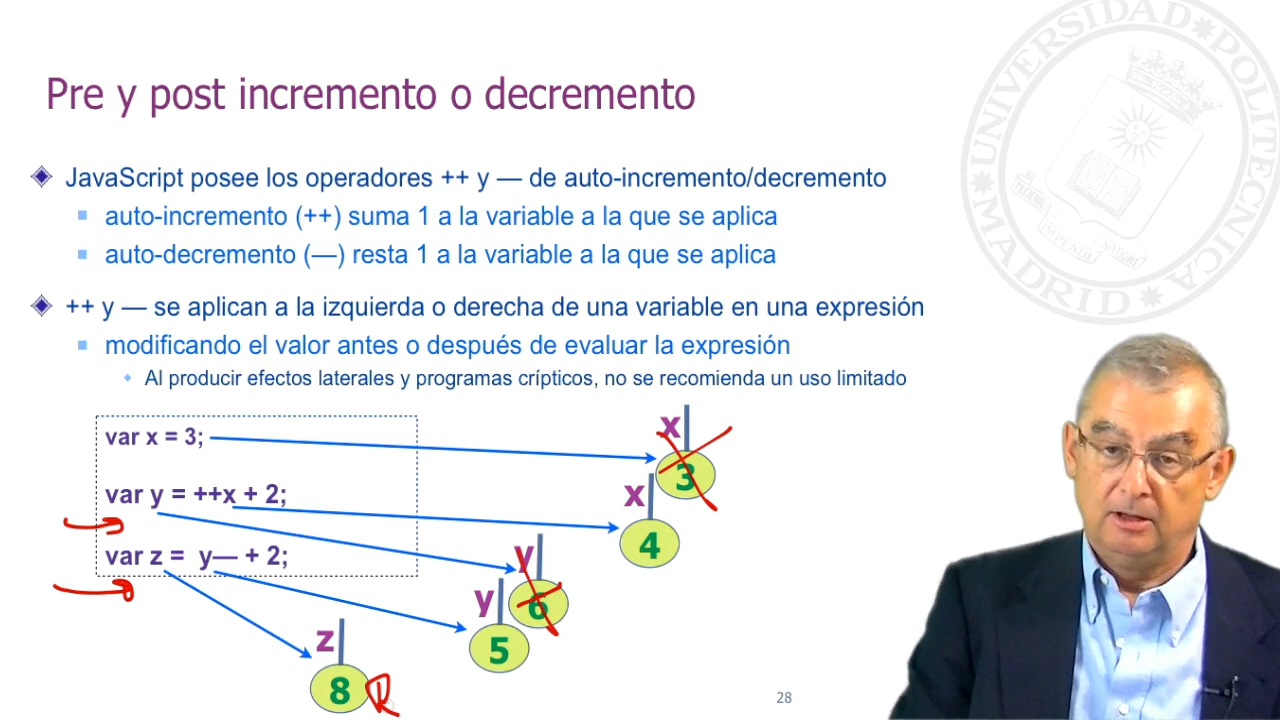 UNIVERSIDAD POLITECNICA
MADRID
Pre y post incremento o decremento
JavaScript posee los operadores ++ y — de auto-incremento/decremento
auto-incremento (++) suma 1 a la variable a la que se aplica
auto-decremento (—) resta 1 a la variable a la que se aplica
++ y — se aplican a la izquierda o derecha de una variable en una expresión
modificando el valor antes o después de evaluar la expresión
Al producir efectos laterales y programas crípticos, no se recomienda un uso limitado
var x = 3;
x
3
var y = ++x + 2;
x
4
var z = y— + 2;
y
6
y
5
z
8
28